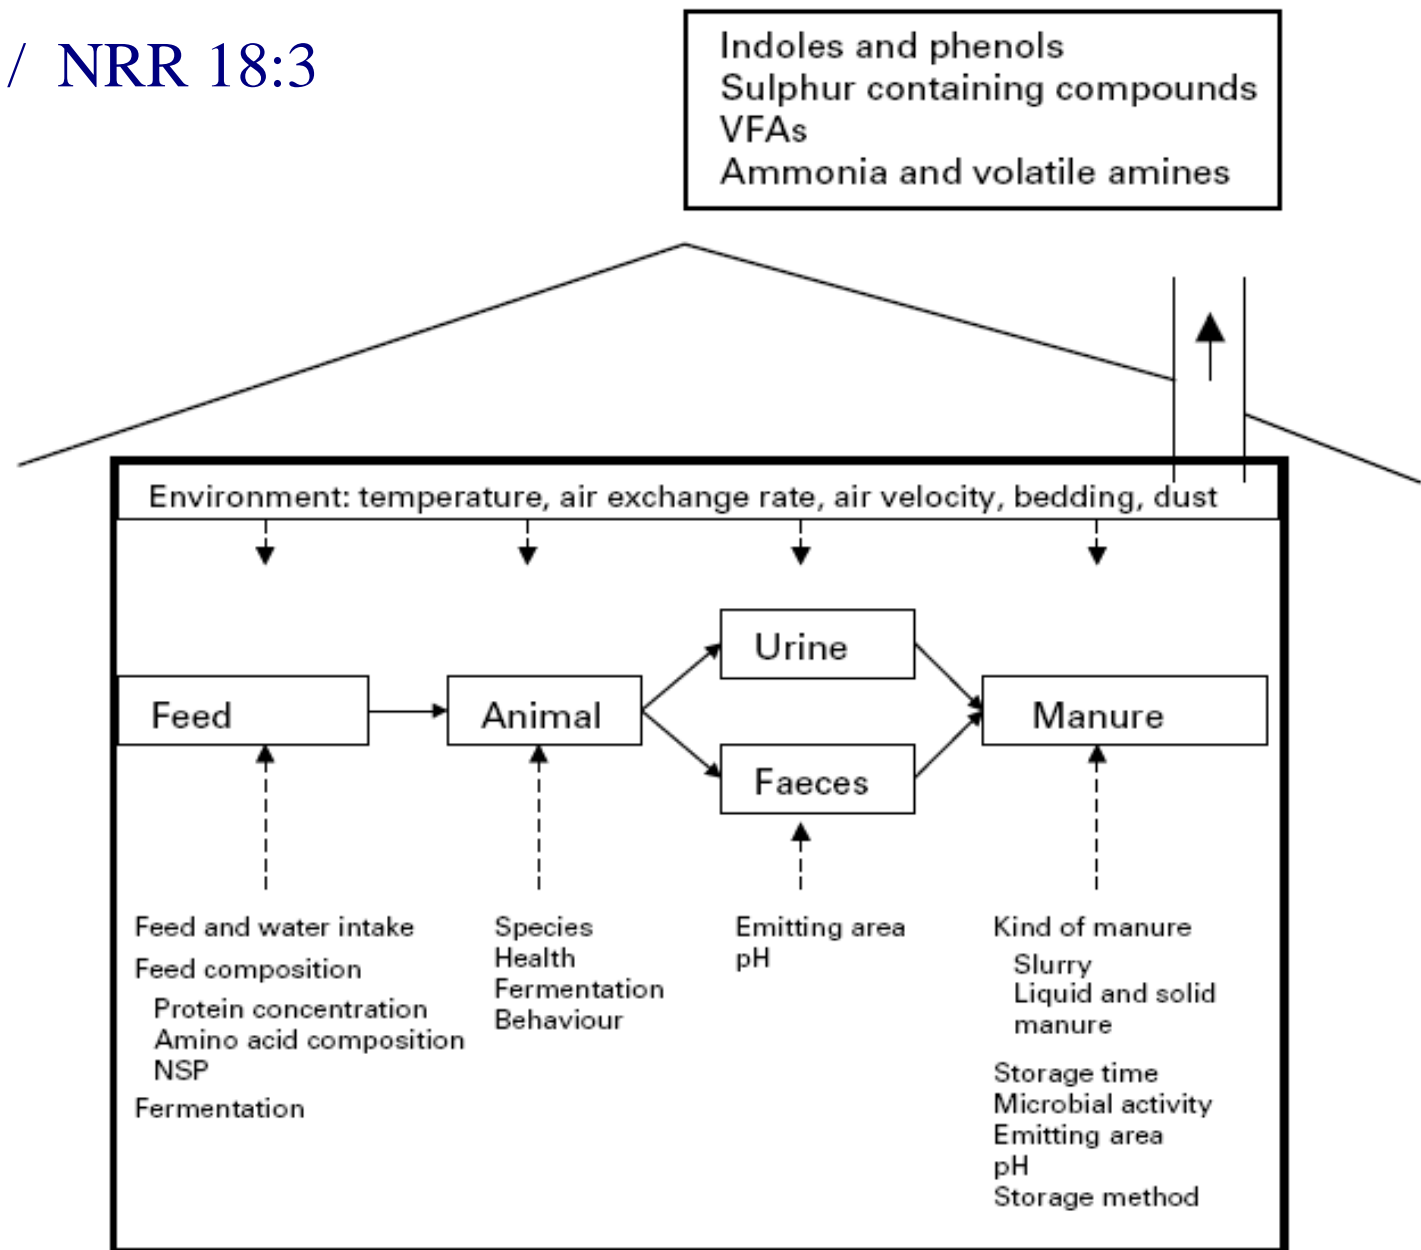 / NRR 18:3
Indoles and phenols
Sulphur containing compounds
VFAs
Ammonia and volatile amines
Environment: temperature, air exchange rate, air velocity, bedding, dust
Feed
Animal
Urine
Faeces
Manure
Feed and water intake
Feed composition
Protein concentration
Amino acid composition
NSP
Fermentation
Species
Health
Fermentation
Behaviour
Emitting area
pH
Kind of manure
Slurry
Liquid and solid
manure
Storage time
Microbial activity
Emitting area
pH
Storage method